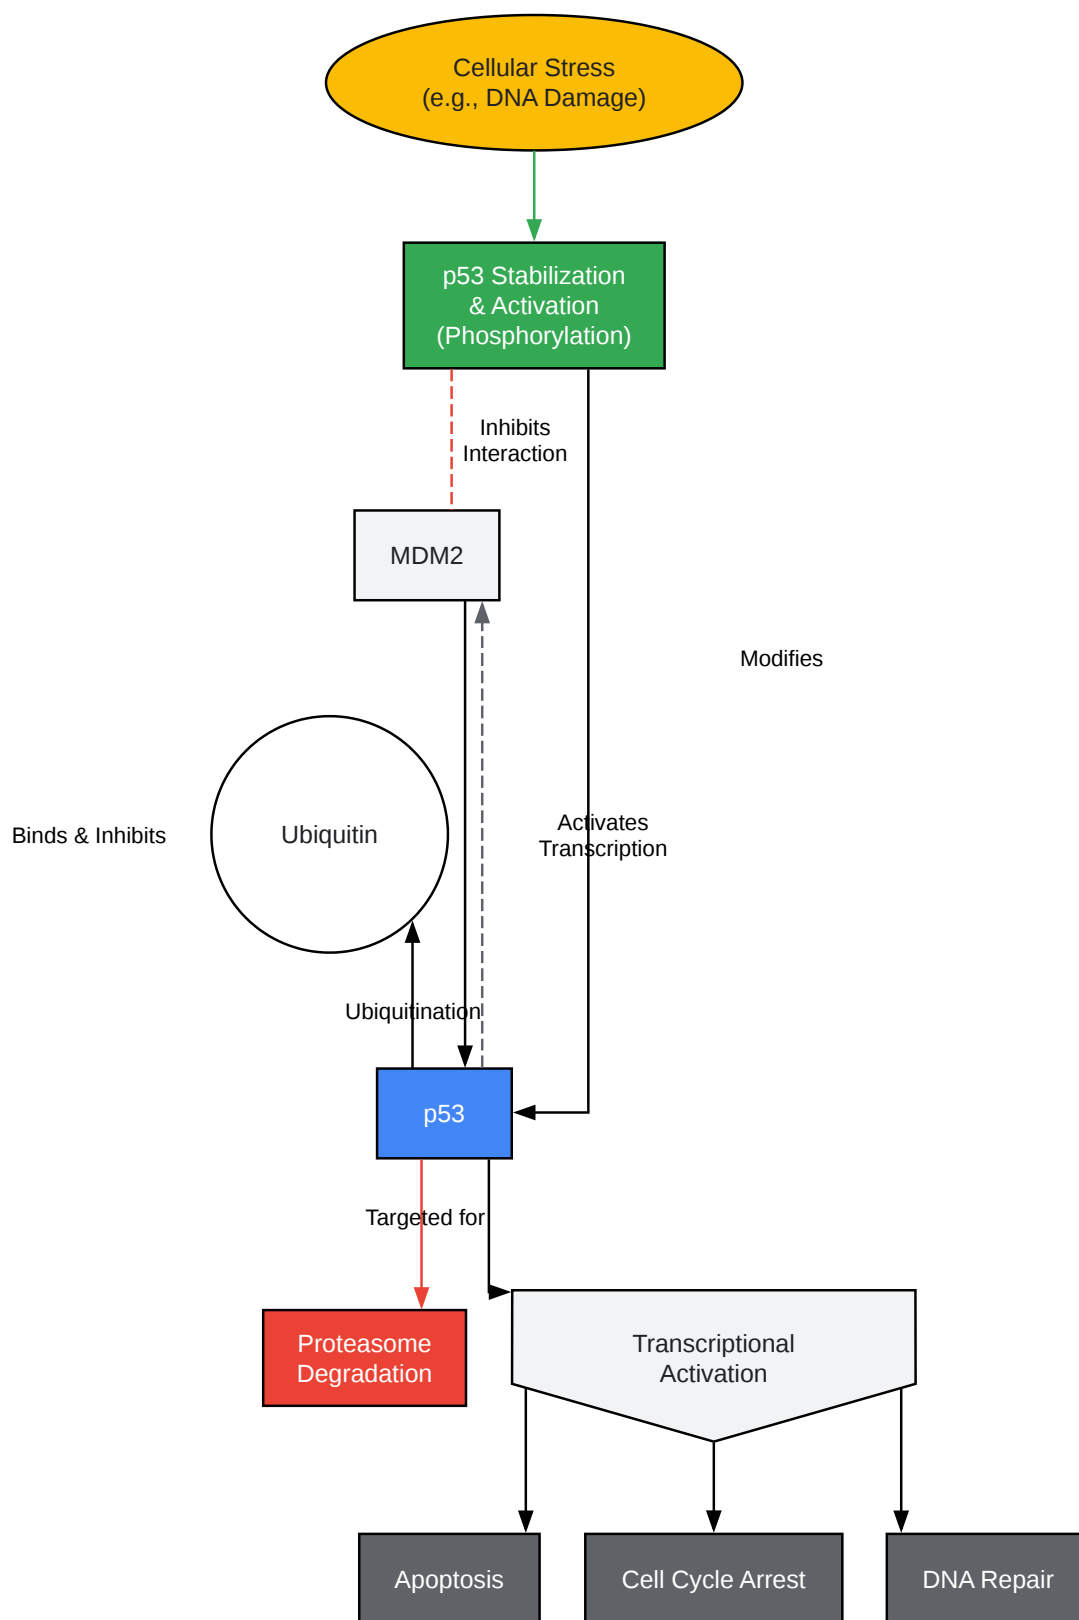 Cellular Stress
(e.g., DNA Damage)
p53 Stabilization
& Activation
(Phosphorylation)
Inhibits
Interaction
MDM2
Modifies
Binds & Inhibits
Ubiquitin
Activates
Transcription
Ubiquitination
p53
Targeted for
Proteasome
Degradation
Transcriptional
Activation
Apoptosis
Cell Cycle Arrest
DNA Repair